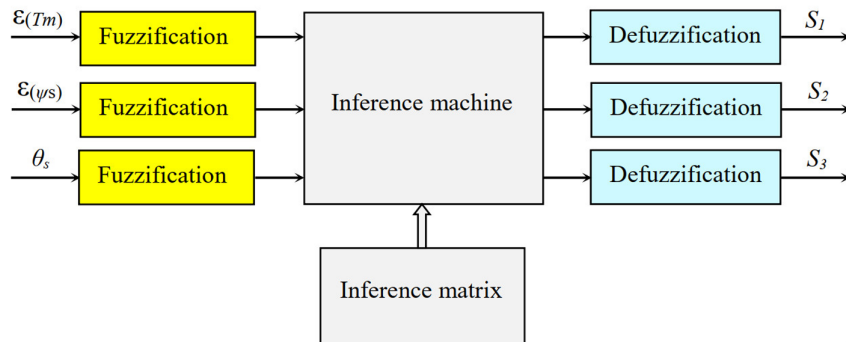 ε(Tm)
Fuzzification
Defuzzification
S1
ε(ψs)
Fuzzification
Inference machine
Defuzzification
S2
θs
Fuzzification
Defuzzification
S3
Inference matrix